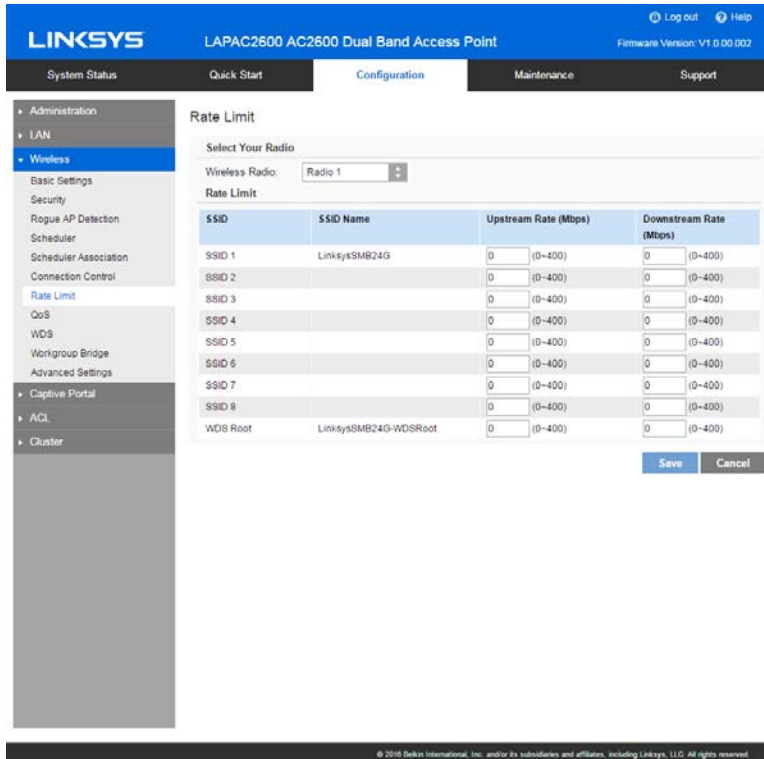 Log out Help
LINKSYS LAPAC2600 AC2600 Dual Band Access Point Firmware Version: V1.0.00.002
System Status Quick Start Configuration Maintenance Support
Administration
LAN
Wireless
Basic Settings
Security
Rogue AP Detection
Scheduler
Scheduler Association
Connection Control
Rate Limit
QoS
WDS
Workgroup Bridge
Advanced Settings
Captive Portal
ACL
Cluster
Rate Limit
Select Your Radio
Wireless Radio: Radio 1
Rate Limit
SSID SSID Name Upstream Rate (Mbps) Downstream Rate (Mbps)
SSID 1 LinksysSMB24G 0 (0~400) 0 (0~400)
SSID 2 0 (0~400) 0 (0~400)
SSID 3 0 (0~400) 0 (0~400)
SSID 4 0 (0~400) 0 (0~400)
SSID 5 0 (0~400) 0 (0~400)
SSID 6 0 (0~400) 0 (0~400)
SSID 7 0 (0~400) 0 (0~400)
SSID 8 0 (0~400) 0 (0~400)
WDS Root LinksysSMB24G-WDSRoot 0 (0~400) 0 (0~400)
Save Cancel
© 2016 Belkin International, Inc. and/or its subsidiaries and affiliates, including Linksys, LLC. All rights reserved.